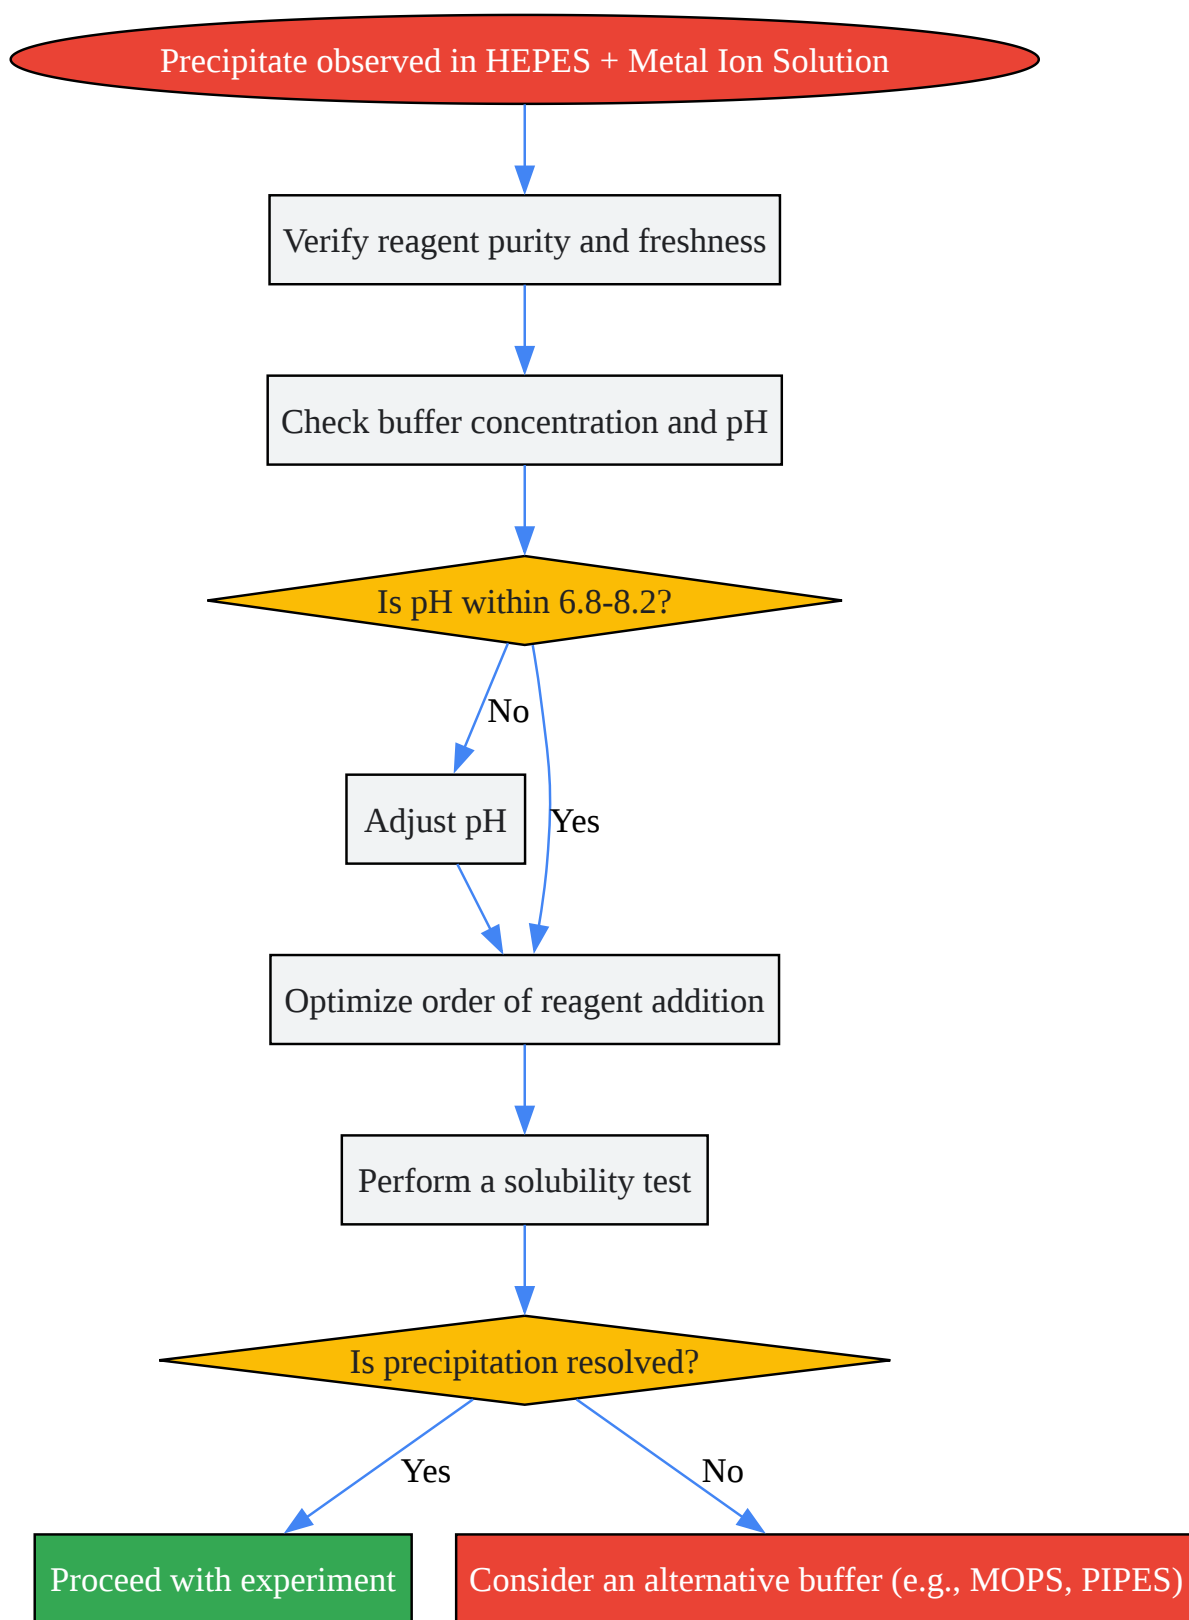 Precipitate observed in HEPES + Metal Ion Solution
Verify reagent purity and freshness
Check buffer concentration and pH
Is pH within 6.8-8.2?
No
Adjust pH
Yes
Optimize order of reagent addition
Perform a solubility test
Is precipitation resolved?
Yes
No
Proceed with experiment
Consider an alternative buffer (e.g., MOPS, PIPES)